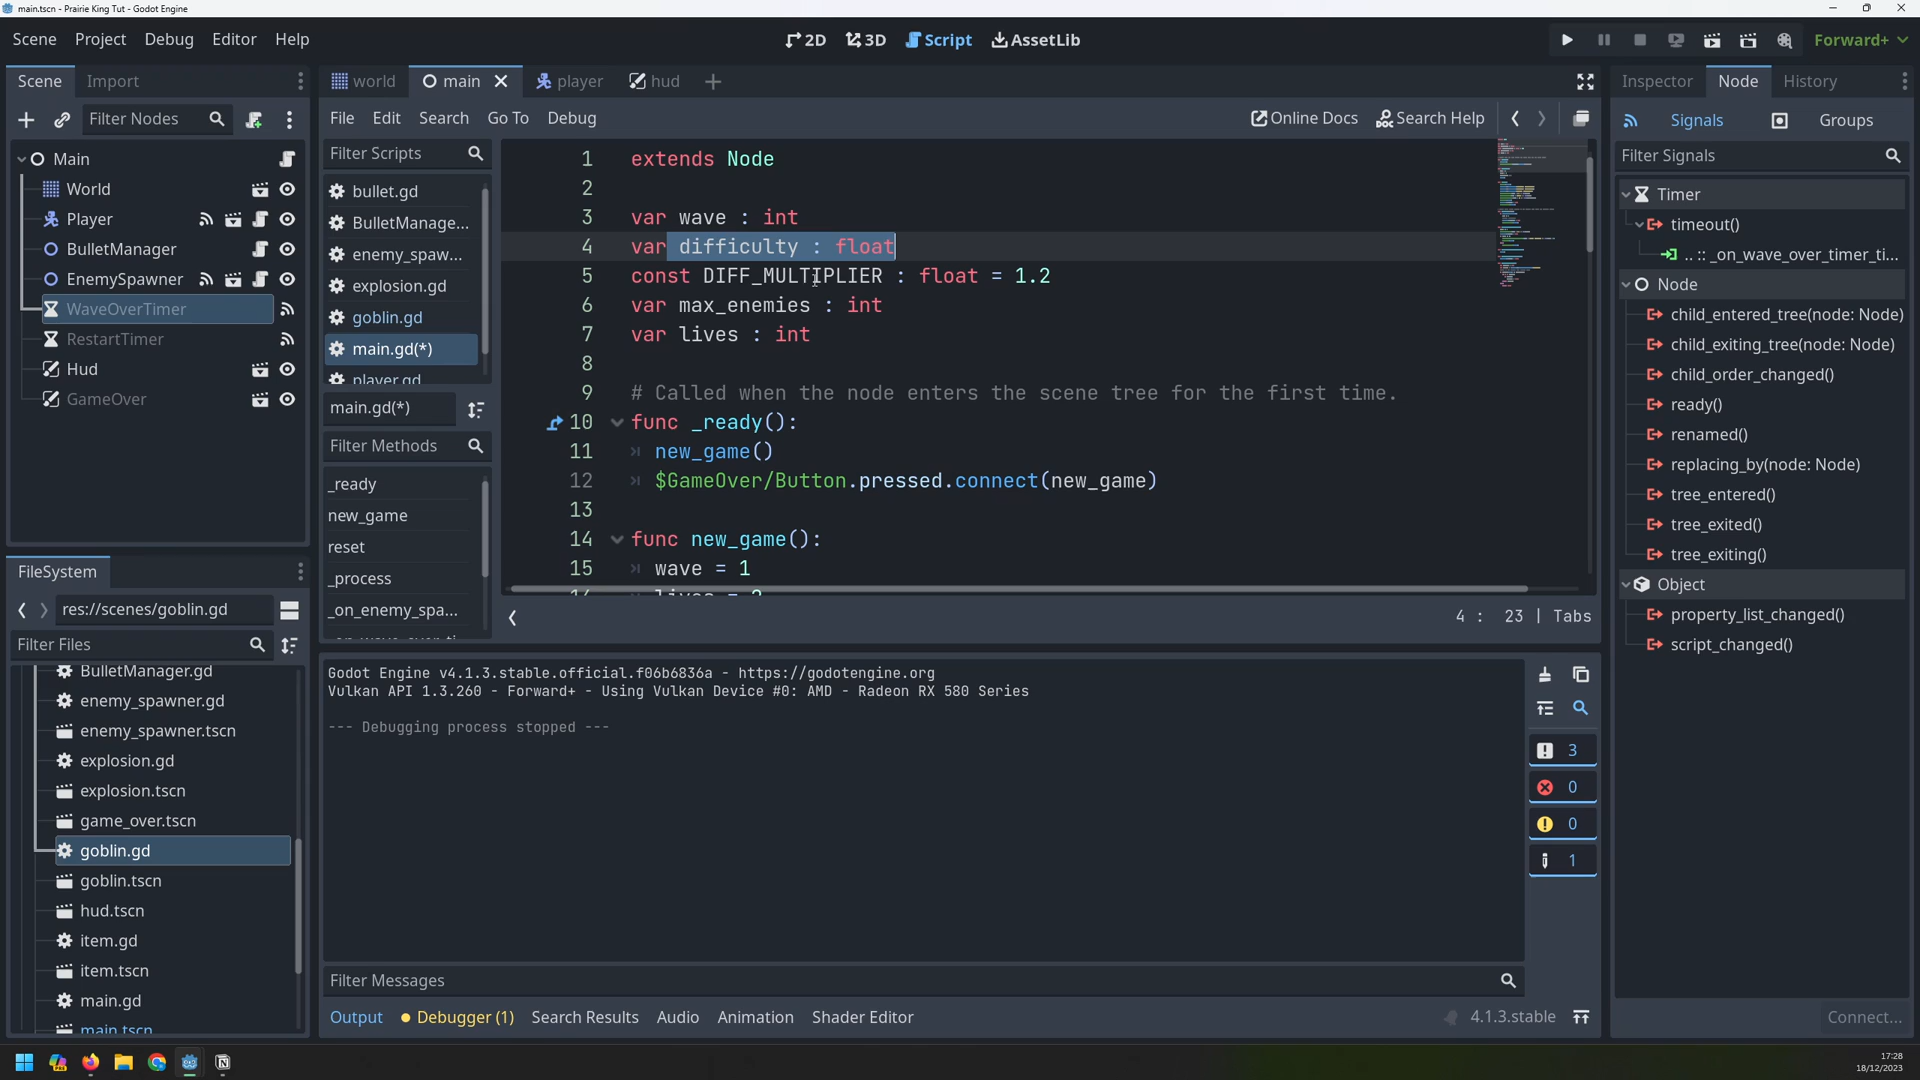 main.tscn - Prairie King Tut - Godot Engine
Scene Project Debug Editor Help
2D 3D Script AssetLib
Forward+
Scene Import
Filter Nodes
Main
World
Player
BulletManager
EnemySpawner
WaveOverTimer
RestartTimer
Hud
GameOver
FileSystem
res://scenes/goblin.gd
Filter Files
BulletManager.gd
enemy_spawner.gd
enemy_spawner.tscn
explosion.gd
explosion.tscn
game_over.tscn
goblin.gd
goblin.tscn
hud.tscn
item.gd
item.tscn
main.gd
main.tscn
world main player hud
File Edit Search Go To Debug
Online Docs Search Help
Filter Scripts
bullet.gd
BulletManage...
enemy_spaw...
explosion.gd
goblin.gd
main.gd(*)
player.gd
main.gd(*)
Filter Methods
_ready
new_game
reset
_process
_on_enemy_spa...
1 extends Node
2
3 var wave : int
4 var difficulty : float
5 const DIFF_MULTIPLIER : float = 1.2
6 var max_enemies : int
7 var lives : int
8
9 # Called when the node enters the scene tree for the first time.
10 func _ready():
11 new_game()
12 $GameOver/Button.pressed.connect(new_game)
13
14 func new_game():
15 wave = 1
4 : 23 | Tabs
Godot Engine v4.1.3.stable.official.f06b6836a - https://godotengine.org
Vulkan API 1.3.260 - Forward+ - Using Vulkan Device #0: AMD - Radeon RX 580 Series
--- Debugging process stopped ---
3
0
0
1
Filter Messages
Output Debugger (1) Search Results Audio Animation Shader Editor
4.1.3.stable
Inspector Node History
Signals Groups
Filter Signals
Timer
timeout()
.. :: _on_wave_over_timer_ti...
Node
child_entered_tree(node: Node)
child_exiting_tree(node: Node)
child_order_changed()
ready()
renamed()
replacing_by(node: Node)
tree_entered()
tree_exited()
tree_exiting()
Object
property_list_changed()
script_changed()
Connect...
17:28
18/12/2023